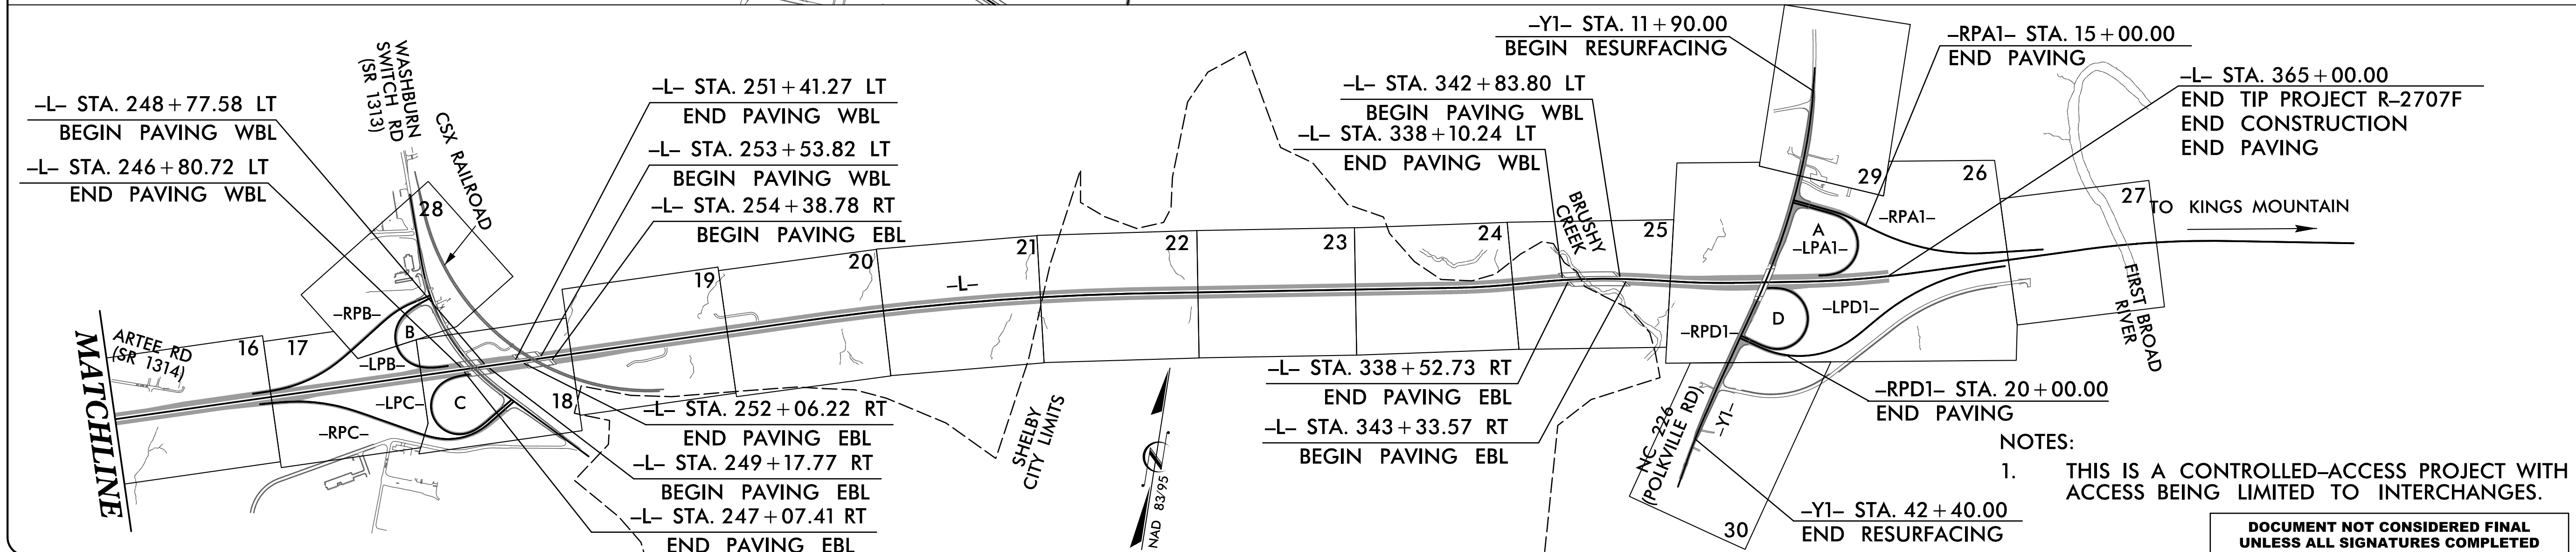 –Y1– STA. 11+90.00
BEGIN RESURFACING
–RPA1– STA. 15+00.00
END PAVING
–L– STA. 365+00.00
END TIP PROJECT R–2707F
END CONSTRUCTION
END PAVING
WASHBURN
SWITCH RD
(SR 1313)
CSX RAILROAD
–L– STA. 248+77.58 LT
BEGIN PAVING WBL
–L– STA. 246+80.72 LT
END PAVING WBL
–L– STA. 251+41.27 LT
END PAVING WBL
–L– STA. 253+53.82 LT
BEGIN PAVING WBL
–L– STA. 254+38.78 RT
BEGIN PAVING EBL
–L– STA. 342+83.80 LT
BEGIN PAVING WBL
–L– STA. 338+10.24 LT
END PAVING WBL
BRUSHY
CREEK
28
29
26
27
TO KINGS MOUNTAIN
–RPA1–
A
–LPA1–
19
20
21
22
23
24
25
–L–
–RPB–
B
–LPB–
MATCHLINE
ARTEE RD
(SR 1314)
16
17
–LPC–
C
–RPC–
18
–RPD1–
D
–LPD1–
FIRST BROAD
RIVER
–L– STA. 252+06.22 RT
END PAVING EBL
–L– STA. 249+17.77 RT
BEGIN PAVING EBL
–L– STA. 247+07.41 RT
END PAVING EBL
SHELBY
CITY LIMITS
NAD 83/95
–L– STA. 338+52.73 RT
END PAVING EBL
–L– STA. 343+33.57 RT
BEGIN PAVING EBL
NC 226
(POLKVILLE RD)
–Y1–
30
–RPD1– STA. 20+00.00
END PAVING
–Y1– STA. 42+40.00
END RESURFACING
NOTES:
1. THIS IS A CONTROLLED–ACCESS PROJECT WITH
ACCESS BEING LIMITED TO INTERCHANGES.
DOCUMENT NOT CONSIDERED FINAL
UNLESS ALL SIGNATURES COMPLETED